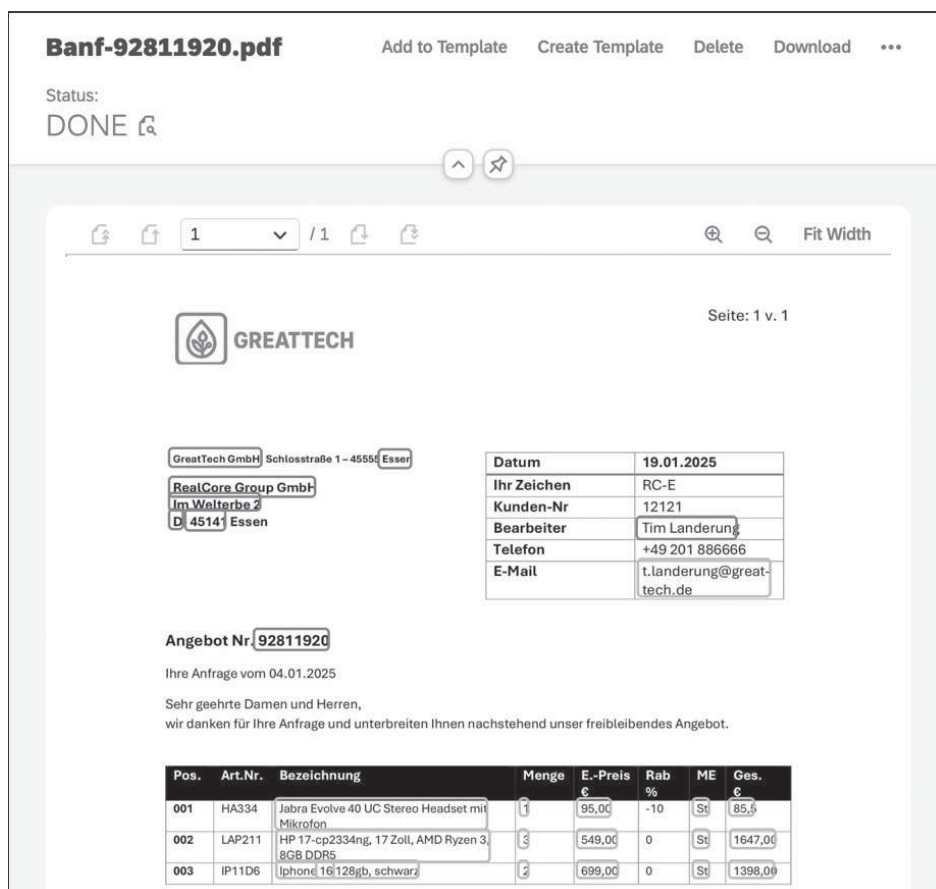 Banf-92811920.pdf Add to Template Create Template Delete Download •••
Status:
DONE
1 / 1 Fit Width
Seite: 1 v. 1
GREATTECH
GreatTech GmbH Schlosstraße 1 – 45555 Essen
RealCore Group GmbH
Im Welterbe 2
D 45141 Essen
Datum 19.01.2025
Ihr Zeichen RC-E
Kunden-Nr 12121
Bearbeiter Tim Landerung
Telefon +49 201 886666
E-Mail t.landerung@great-
tech.de
Angebot Nr. 92811920
Ihre Anfrage vom 04.01.2025
Sehr geehrte Damen und Herren,
wir danken für Ihre Anfrage und unterbreiten Ihnen nachstehend unser freibleibendes Angebot.
Pos. Art.Nr. Bezeichnung Menge E.-Preis Rab ME Ges.
€ % €
001 HA334 Jabra Evolve 40 UC Stereo Headset mit 1 95,00 -10 St 85,5
Mikrofon
002 LAP211 HP 17-cp2334ng, 17 Zoll, AMD Ryzen 3, 3 549,00 0 St 1647,00
8GB DDR5
003 IP11D6 Iphone 16 128gb, schwarz 2 699,00 0 St 1398,00